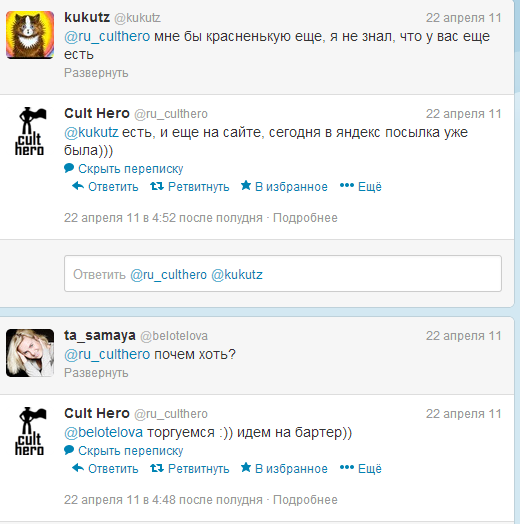 kukutz @kukutz 22 апреля 11
@ru_culthero мне бы красненькую еще, я не знал, что у вас еще
есть
Развернуть
cult
hero
Cult Hero @ru_culthero 22 апреля 11
@kukutz есть, и еще на сайте, сегодня в яндекс посылка уже
была)))
Скрыть переписку
Ответить Ретвитнуть В избранное Ещё
22 апреля 11 в 4:52 после полудня · Подробнее
Ответить @ru_culthero @kukutz
ta_samaya @belotelova 22 апреля 11
@ru_culthero почем хоть?
Развернуть
cult
hero
Cult Hero @ru_culthero 22 апреля 11
@belotelova торгуемся :)) идем на бартер))
Скрыть переписку
Ответить Ретвитнуть В избранное Ещё
22 апреля 11 в 4:48 после полудня · Подробнее